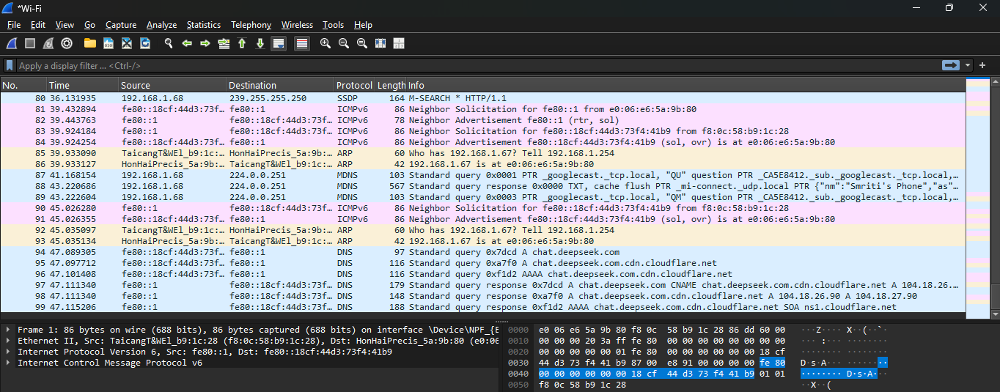 *Wi-Fi
File Edit View Go Capture Analyze Statistics Telephony Wireless Tools Help
Apply a display filter ... <Ctrl-/>
No. Time Source Destination Protocol Length Info
80 36.131935 192.168.1.68 239.255.255.250 SSDP 164 M-SEARCH * HTTP/1.1
81 39.432894 fe80::18cf:44d3:73f… fe80::1 ICMPv6 86 Neighbor Solicitation for fe80::1 from e0:06:e6:5a:9b:80
82 39.443763 fe80::1 fe80::18cf:44d3:73f… ICMPv6 78 Neighbor Advertisement fe80::1 (rtr, sol)
83 39.924184 fe80::1 fe80::18cf:44d3:73f… ICMPv6 86 Neighbor Solicitation for fe80::18cf:44d3:73f4:41b9 from f8:0c:58:b9:1c:28
84 39.924254 fe80::18cf:44d3:73f… fe80::1 ICMPv6 86 Neighbor Advertisement fe80::18cf:44d3:73f4:41b9 (sol, ovr) is at e0:06:e6:5a:9b:80
85 39.933090 TaicangT&WEl_b9:1c:… HonHaiPrecis_5a:9b:… ARP 60 Who has 192.168.1.67? Tell 192.168.1.254
86 39.933127 HonHaiPrecis_5a:9b:… TaicangT&WEl_b9:1c:… ARP 42 192.168.1.67 is at e0:06:e6:5a:9b:80
87 41.168154 192.168.1.68 224.0.0.251 MDNS 103 Standard query 0x0001 PTR _googlecast._tcp.local, "QU" question PTR _CA5E8412._sub._googlecast._tcp.local,…
88 43.220686 192.168.1.68 224.0.0.251 MDNS 567 Standard query response 0x0000 TXT, cache flush PTR _mi-connect._udp.local PTR {"nm":"Smriti's Phone","as"…
89 43.222604 192.168.1.68 224.0.0.251 MDNS 103 Standard query 0x0003 PTR _googlecast._tcp.local, "QM" question PTR _CA5E8412._sub._googlecast._tcp.local,…
90 45.026280 fe80::1 fe80::18cf:44d3:73f… ICMPv6 86 Neighbor Solicitation for fe80::18cf:44d3:73f4:41b9 from f8:0c:58:b9:1c:28
91 45.026355 fe80::18cf:44d3:73f… fe80::1 ICMPv6 86 Neighbor Advertisement fe80::18cf:44d3:73f4:41b9 (sol, ovr) is at e0:06:e6:5a:9b:80
92 45.035097 TaicangT&WEl_b9:1c:… HonHaiPrecis_5a:9b:… ARP 60 Who has 192.168.1.67? Tell 192.168.1.254
93 45.035134 HonHaiPrecis_5a:9b:… TaicangT&WEl_b9:1c:… ARP 42 192.168.1.67 is at e0:06:e6:5a:9b:80
94 47.089305 fe80::18cf:44d3:73f… fe80::1 DNS 97 Standard query 0x7dcd A chat.deepseek.com
95 47.097712 fe80::18cf:44d3:73f… fe80::1 DNS 116 Standard query 0xa7f0 A chat.deepseek.com.cdn.cloudflare.net
96 47.101408 fe80::18cf:44d3:73f… fe80::1 DNS 116 Standard query 0xf1d2 AAAA chat.deepseek.com.cdn.cloudflare.net
97 47.111340 fe80::1 fe80::18cf:44d3:73f… DNS 179 Standard query response 0x7dcd A chat.deepseek.com CNAME chat.deepseek.com.cdn.cloudflare.net A 104.18.26…
98 47.111340 fe80::1 fe80::18cf:44d3:73f… DNS 148 Standard query response 0xa7f0 A chat.deepseek.com.cdn.cloudflare.net A 104.18.26.90 A 104.18.27.90
99 47.115206 fe80::1 fe80::18cf:44d3:73f… DNS 188 Standard query response 0xf1d2 AAAA chat.deepseek.com.cdn.cloudflare.net SOA ns1.cloudflare.net
Frame 1: 86 bytes on wire (688 bits), 86 bytes captured (688 bits) on interface \Device\NPF_{E
Ethernet II, Src: TaicangT&WEl_b9:1c:28 (f8:0c:58:b9:1c:28), Dst: HonHaiPrecis_5a:9b:80 (e0:06
Internet Protocol Version 6, Src: fe80::1, Dst: fe80::18cf:44d3:73f4:41b9
Internet Control Message Protocol v6
0000 e0 06 e6 5a 9b 80 f8 0c 58 b9 1c 28 86 dd 60 00 ···Z···· X··(··`·
0010 00 00 00 20 3a ff fe 80 00 00 00 00 00 00 00 00 ··· :··· ········
0020 00 00 00 00 00 01 fe 80 00 00 00 00 00 00 18 cf ········ ········
0030 44 d3 73 f4 41 b9 87 00 e8 91 00 00 00 00 fe 80 D·s·A··· ········
0040 00 00 00 00 00 00 18 cf 44 d3 73 f4 41 b9 01 01 ········ D·s·A···
0050 f8 0c 58 b9 1c 28 ··X··(